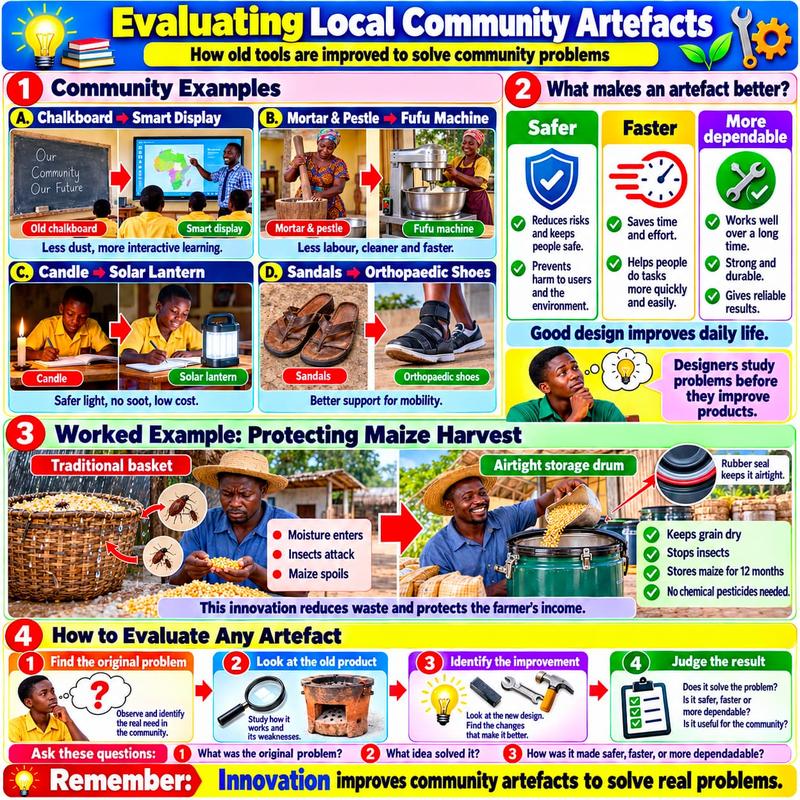 Evaluating Local Community Artefacts
How old tools are improved to solve community problems
1 Community Examples
A. Chalkboard → Smart Display
Our
Community
Our Future
Old chalkboard
Smart display
Less dust, more interactive learning.
B. Mortar & Pestle → Fufu Machine
Mortar & pestle
Fufu machine
Less labour, cleaner and faster.
C. Candle → Solar Lantern
Candle
Solar lantern
Safer light, no soot, low cost.
D. Sandals → Orthopaedic Shoes
Sandals
Orthopaedic shoes
Better support for mobility.
2 What makes an artefact better?
Safer
Reduces risks
and keeps
people safe.
Prevents
harm to users
and the
environment.
Faster
Saves time
and effort.
Helps people
do tasks
more quickly
and easily.
More
dependable
Works well
over a long
time.
Strong and
durable.
Gives reliable
results.
Good design improves daily life.
Designers study
problems before
they improve
products.
3 Worked Example: Protecting Maize Harvest
Traditional basket
Moisture enters
Insects attack
Maize spoils
Airtight storage drum
Rubber seal
keeps it airtight.
Keeps grain dry
Stops insects
Stores maize for 12 months
No chemical pesticides needed.
This innovation reduces waste and protects the farmer's income.
4 How to Evaluate Any Artefact
1 Find the original problem
?
Observe and identify
the real need in
the community.
2 Look at the old product
Study how it
works and
its weaknesses.
3 Identify the improvement
Look at the new design.
Find the changes
that make it better.
4 Judge the result
Does it solve the problem?
Is it safer, faster or
more dependable?
Is it useful for the community?
Ask these questions: 1 What was the original problem? 2 What idea solved it? 3 How was it made safer, faster, or more dependadable?
Remember: Innovation improves community artefacts to solve real problems.